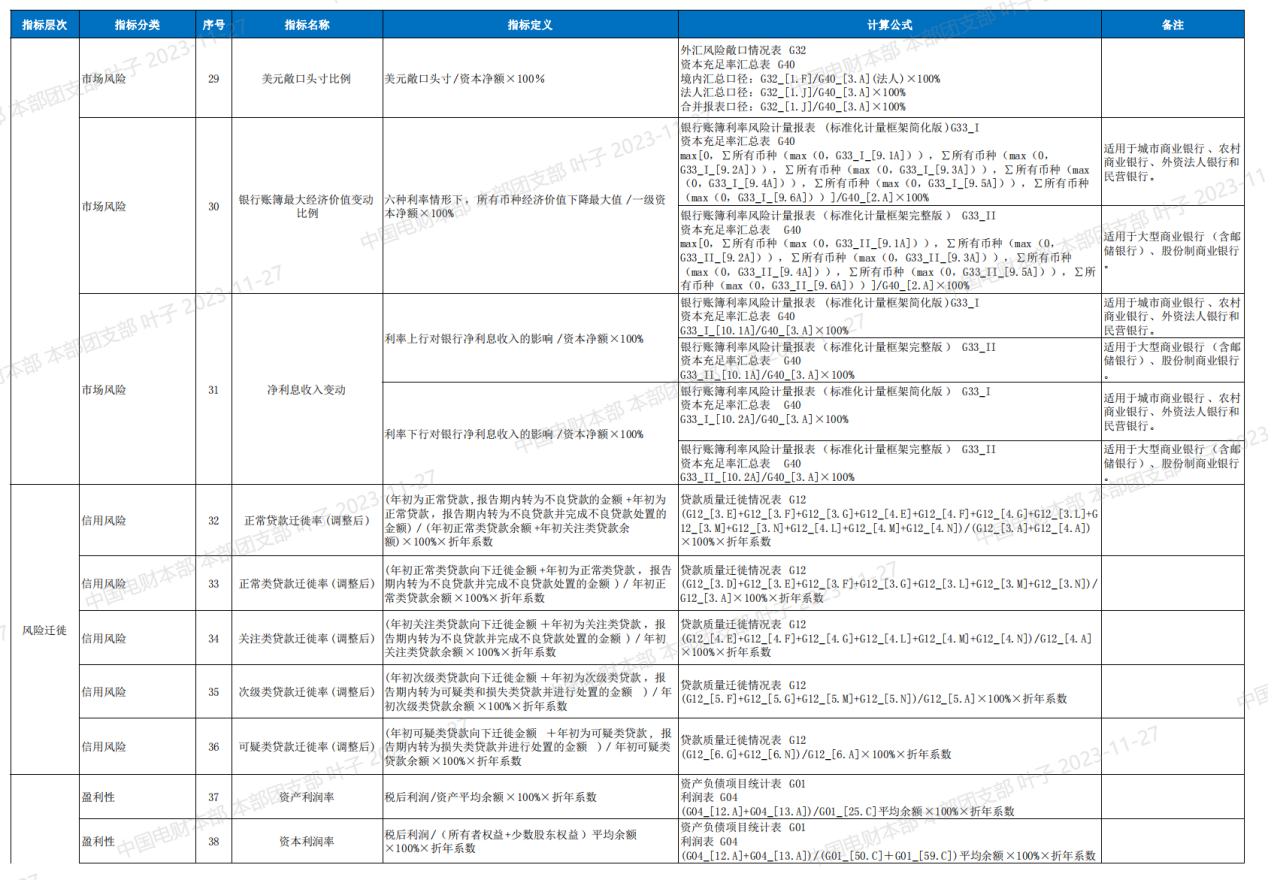 指标层次 指标分类 序号 指标名称 指标定义 计算公式 备注
市场风险 29 美元敞口头寸比例 美元敞口头寸/资本净额×100%
外汇风险敞口情况表 G32
资本充足率汇总表 G40
境内汇总口径: G32_[1.F]/G40_[3.A](法人)×100%
法人汇总口径: G32_[1.J]/G40_[3.A]×100%
合并报表口径: G32_[1.J]/G40_[3.A]×100%
市场风险 30
银行账簿最大经济价值变动
比例
六种利率情形下，所有币种经济价值下降最大值/一级资
本净额×100%
银行账簿利率风险计量报表 (标准化计量框架简化版)G33_I
资本充足率汇总表 G40
max[0，∑所有币种（max（0，G33_I_[9.1A])），∑所有币种（max（0，
G33_I_[9.2A])），∑所有币种（max（0，G33_I_[9.3A])），∑所有币种（max
（0，G33_I_[9.4A])），∑所有币种（max（0，G33_I_[9.5A])），∑所有币种
（max（0，G33_I_[9.6A]））]/G40_[2.A]×100%
适用于城市商业银行、农村
商业银行、外资法人银行和
民营银行。
银行账簿利率风险计量报表（标准化计量框架完整版） G33_II
资本充足率汇总表 G40
max[0，∑所有币种（max（0，G33_II_[9.1A])），∑所有币种（max（0，
G33_II_[9.2A])），∑所有币种（max（0，G33_II_[9.3A])），∑所有币种
（max（0，G33_II_[9.4A])），∑所有币种（max（0，G33_II_[9.5A])），∑所
有币种（max（0，G33_II_[9.6A]））]/G40_[2.A]×100%
适用于大型商业银行（含邮
储银行）、股份制商业银行
。
市场风险 31 净利息收入变动
利率上行对银行净利息收入的影响/资本净额×100%
银行账簿利率风险计量报表 (标准化计量框架简化版)G33_I
资本充足率汇总表 G40
G33_I_[10.1A]/G40_[3.A]×100%
适用于城市商业银行、农村
商业银行、外资法人银行和
民营银行。
银行账簿利率风险计量报表（标准化计量框架完整版） G33_II
资本充足率汇总表 G40
G33_II_[10.1A]/G40_[3.A]×100%
适用于大型商业银行（含邮
储银行）、股份制商业银行
。
利率下行对银行净利息收入的影响/资本净额×100%
银行账簿利率风险计量报表（标准化计量框架简化版） G33_I
资本充足率汇总表 G40
G33_I_[10.2A]/G40_[3.A]×100%
适用于城市商业银行、农村
商业银行、外资法人银行和
民营银行。
银行账簿利率风险计量报表（标准化计量框架完整版） G33_II
资本充足率汇总表 G40
G33_II_[10.2A]/G40_[3.A]×100%
适用于大型商业银行（含邮
储银行）、股份制商业银行
。
风险迁徙
信用风险 32 正常贷款迁徙率(调整后)
(年初为正常贷款,报告期内转为不良贷款的金额+年初为
正常贷款，报告期内转为不良贷款并完成不良贷款处置的
金额)/(年初正常类贷款余额+年初关注类贷款余
额)×100%×折年系数
贷款质量迁徙情况表 G12
(G12_[3.E]+G12_[3.F]+G12_[3.G]+G12_[4.E]+G12_[4.F]+G12_[4.G]+G12_[3.L]+G
12_[3.M]+G12_[3.N]+G12_[4.L]+G12_[4.M]+G12_[4.N])/(G12_[3.A]+G12_[4.A])
×100%×折年系数
信用风险 33 正常类贷款迁徙率(调整后)
(年初正常类贷款向下迁徙金额+年初为正常类贷款，报告
期内转为不良贷款并完成不良贷款处置的金额)/年初正
常类贷款余额×100%×折年系数
贷款质量迁徙情况表 G12
(G12_[3.D]+G12_[3.E]+G12_[3.F]+G12_[3.G]+G12_[3.L]+G12_[3.M]+G12_[3.N])/
G12_[3.A]×100%×折年系数
信用风险 34 关注类贷款迁徙率(调整后)
(年初关注类贷款向下迁徙金额＋年初为关注类贷款，报
告期内转为不良贷款并完成不良贷款处置的金额)/年初
关注类贷款余额×100%×折年系数
贷款质量迁徙情况表 G12
(G12_[4.E]+G12_[4.F]+G12_[4.G]+G12_[4.L]+G12_[4.M]+G12_[4.N])/G12_[4.A]
×100%×折年系数
信用风险 35 次级类贷款迁徙率(调整后)
(年初次级类贷款向下迁徙金额＋年初为次级类贷款，报
告期内转为可疑类和损失类贷款并进行处置的金额 )/年
初次级类贷款余额×100%×折年系数
贷款质量迁徙情况表 G12
(G12_[5.F]+G12_[5.G]+G12_[5.M]+G12_[5.N])/G12_[5.A]×100%×折年系数
信用风险 36 可疑类贷款迁徙率(调整后)
(年初可疑类贷款向下迁徙金额 ＋年初为可疑类贷款，报
告期内转为损失类贷款并进行处置的金额 )/年初可疑类
贷款余额×100%×折年系数
贷款质量迁徙情况表 G12
(G12_[6.G]+G12_[6.N])/G12_[6.A]×100%×折年系数
盈利性 37 资产利润率 税后利润/资产平均余额×100%×折年系数
资产负债项目统计表 G01
利润表 G04
(G04_[12.A]+G04_[13.A])/G01_[25.C]平均余额×100%×折年系数
盈利性 38 资本利润率
税后利润/（所有者权益+少数股东权益）平均余额
×100%×折年系数
资产负债项目统计表 G01
利润表 G04
(G04_[12.A]+G04_[13.A])/(G01_[50.C]＋G01_[59.C])平均余额×100%×折年系数
中国电财本部 本部团支部 叶子 2023-11-27